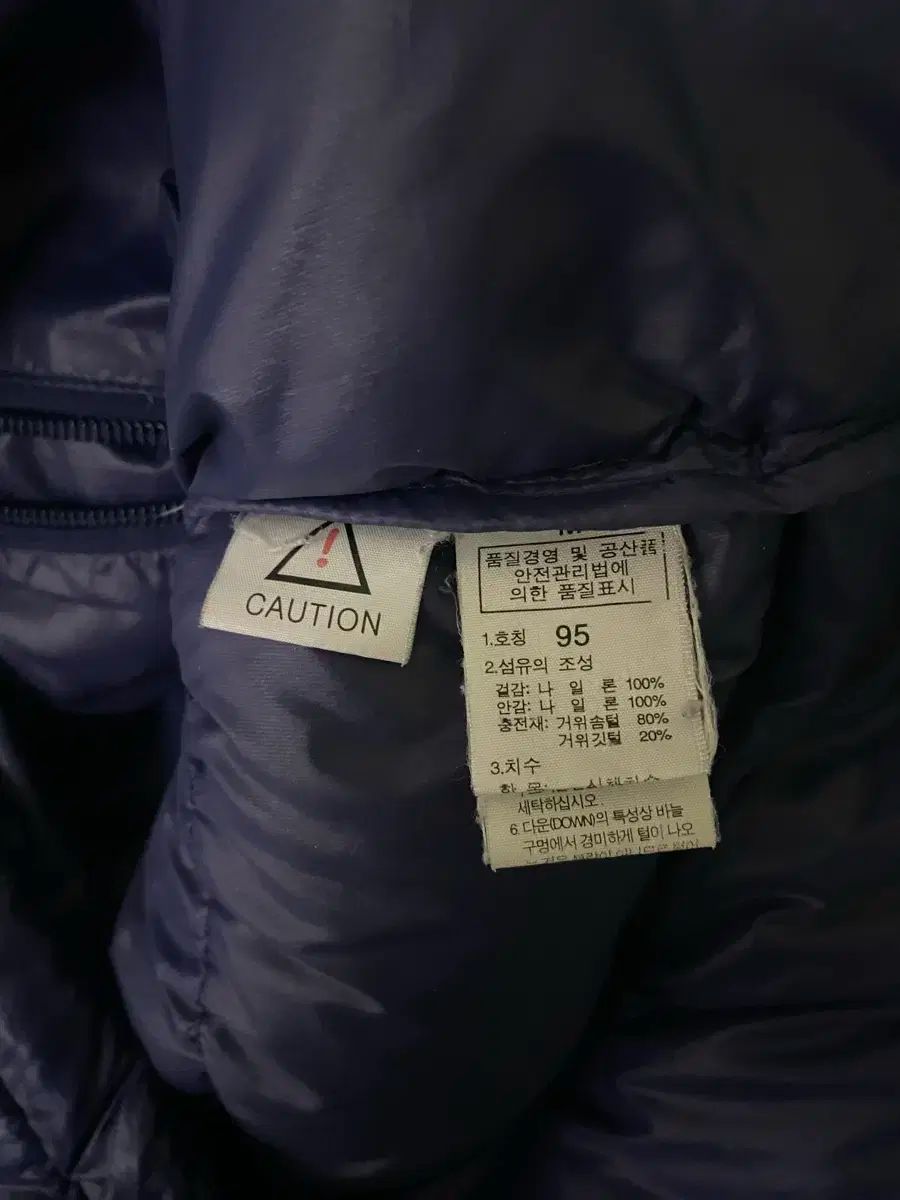 CAUTION
품질경영 및 공산품
안전관리법에
의한 품질표시
1.호칭 95
2.섬유의 조성
겉감: 나 일 론 100%
안감: 나 일 론 100%
충전재: 거위솜털 80%
거위깃털 20%
3.치수
세탁하십시오.
6.다운(DOWN)의 특성상 바늘
구멍에서 경미하게 털이 나오